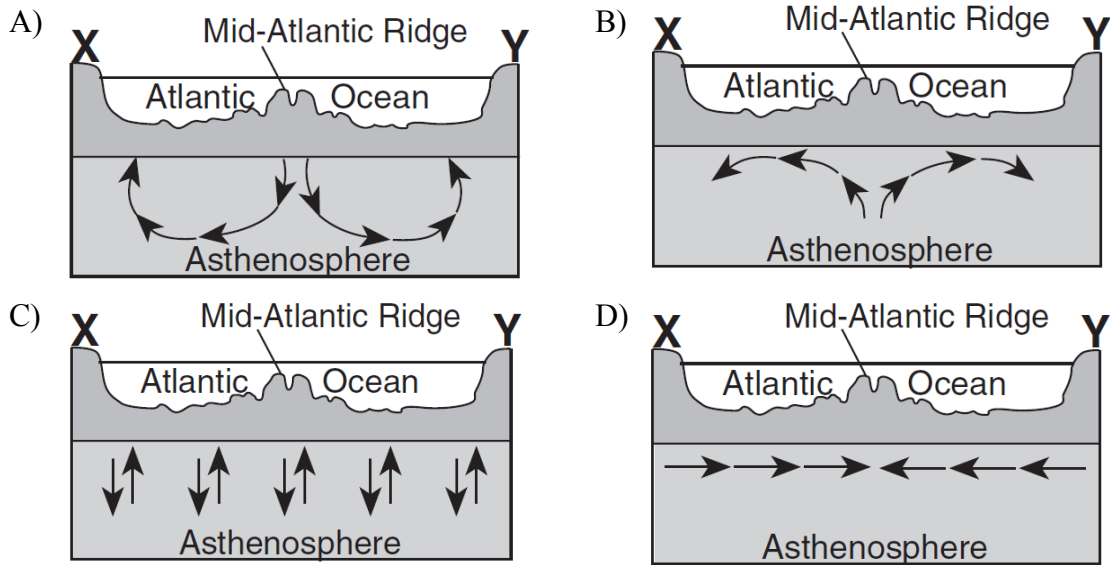 A)
Mid-Atlantic Ridge
X
Y
Atlantic
Ocean
Asthenosphere
B)
Mid-Atlantic Ridge
X
Y
Atlantic
Ocean
Asthenosphere
C)
Mid-Atlantic Ridge
X
Y
Atlantic
Ocean
Asthenosphere
D)
Mid-Atlantic Ridge
X
Y
Atlantic
Ocean
Asthenosphere